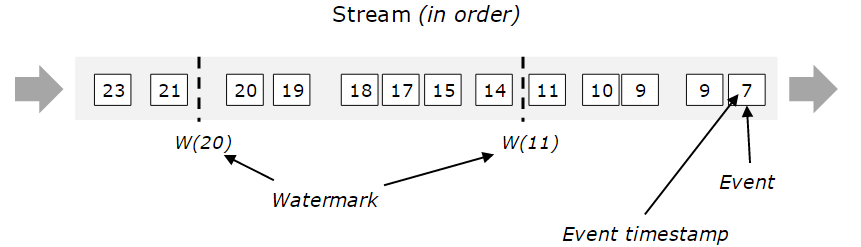 Stream (in order)
23 21 20 19 18 17 15 14 11 10 9 9 7
W(20) W(11)
Watermark
Event
Event timestamp